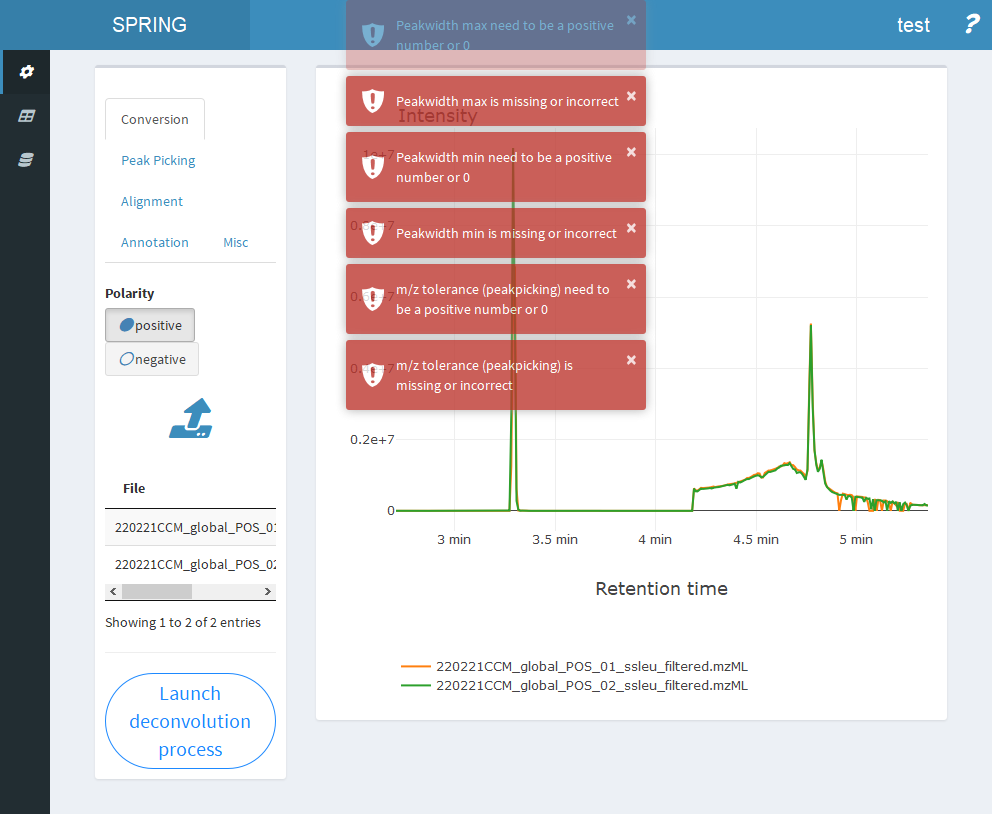 SPRING
test
?
Conversion
Peak Picking
Alignment
Annotation
Misc
Polarity
positive
negative
File
220221CCM_global_POS_01
220221CCM_global_POS_02
Showing 1 to 2 of 2 entries
Launch
deconvolution
process
Peakwidth max need to be a positive
number or 0
×
Peakwidth max is missing or incorrect
×
Peakwidth min need to be a positive
number or 0
×
Peakwidth min is missing or incorrect
×
m/z tolerance (peakpicking) need to
be a positive number or 0
×
m/z tolerance (peakpicking) is
missing or incorrect
×
Intensity
1e+7
0.8e+7
0.6e+7
0.4e+7
0.2e+7
0
3 min
3.5 min
4 min
4.5 min
5 min
Retention time
220221CCM_global_POS_01_ssleu_filtered.mzML
220221CCM_global_POS_02_ssleu_filtered.mzML